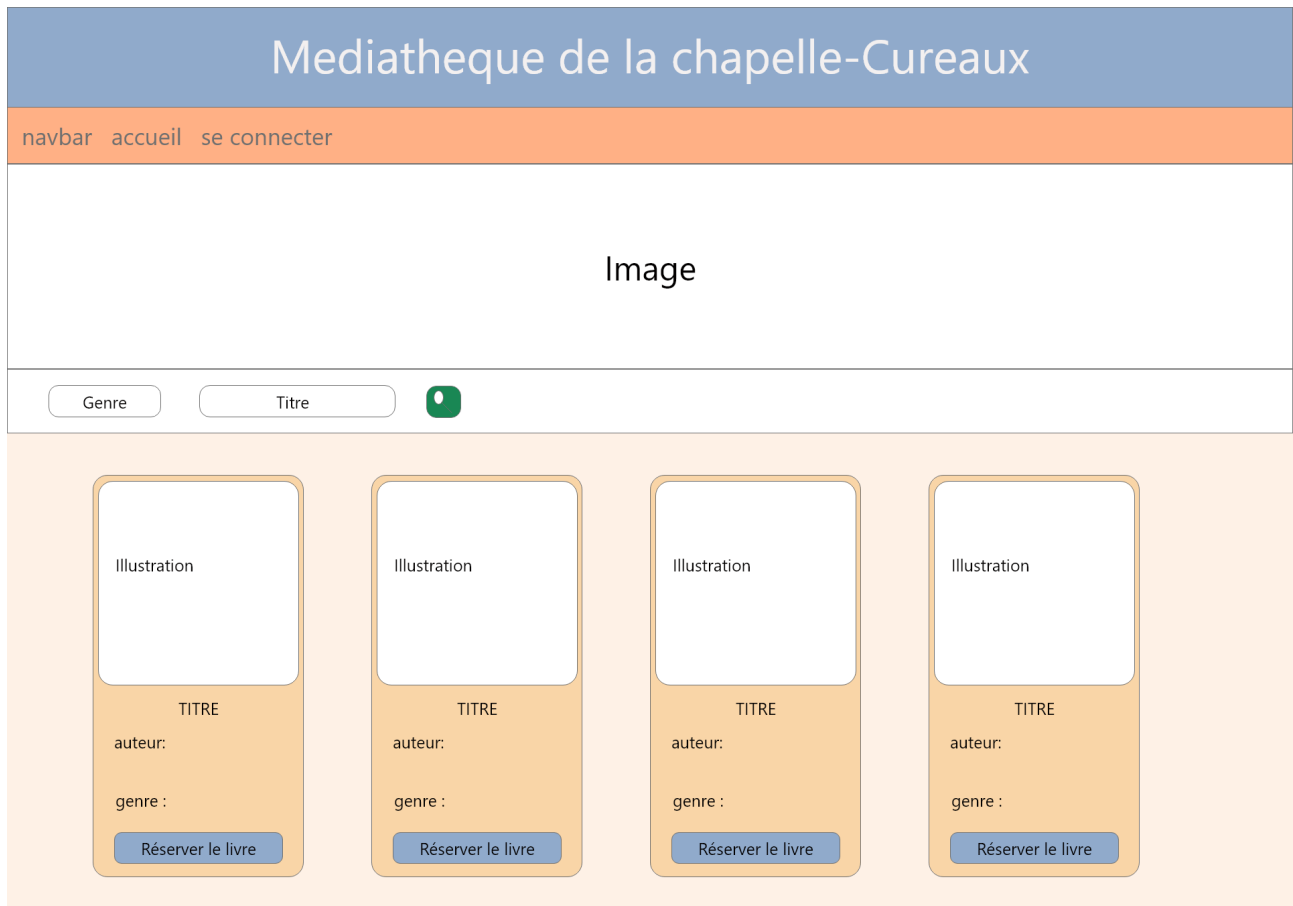 Mediatheque de la chapelle-Cureaux
navbar accueil se connecter
Image
Genre Titre
Illustration Illustration Illustration Illustration
TITRE TITRE TITRE TITRE
auteur: auteur: auteur: auteur:
genre : genre : genre : genre :
Réserver le livre Réserver le livre Réserver le livre Réserver le livre